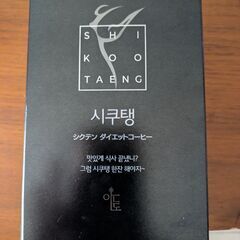 SHI
KOO
TAENG
시쿠탱
シクテン ダイエットコーヒー
맛있게 식사 끝냈니?
그럼 시쿠탱 한잔 해야지~